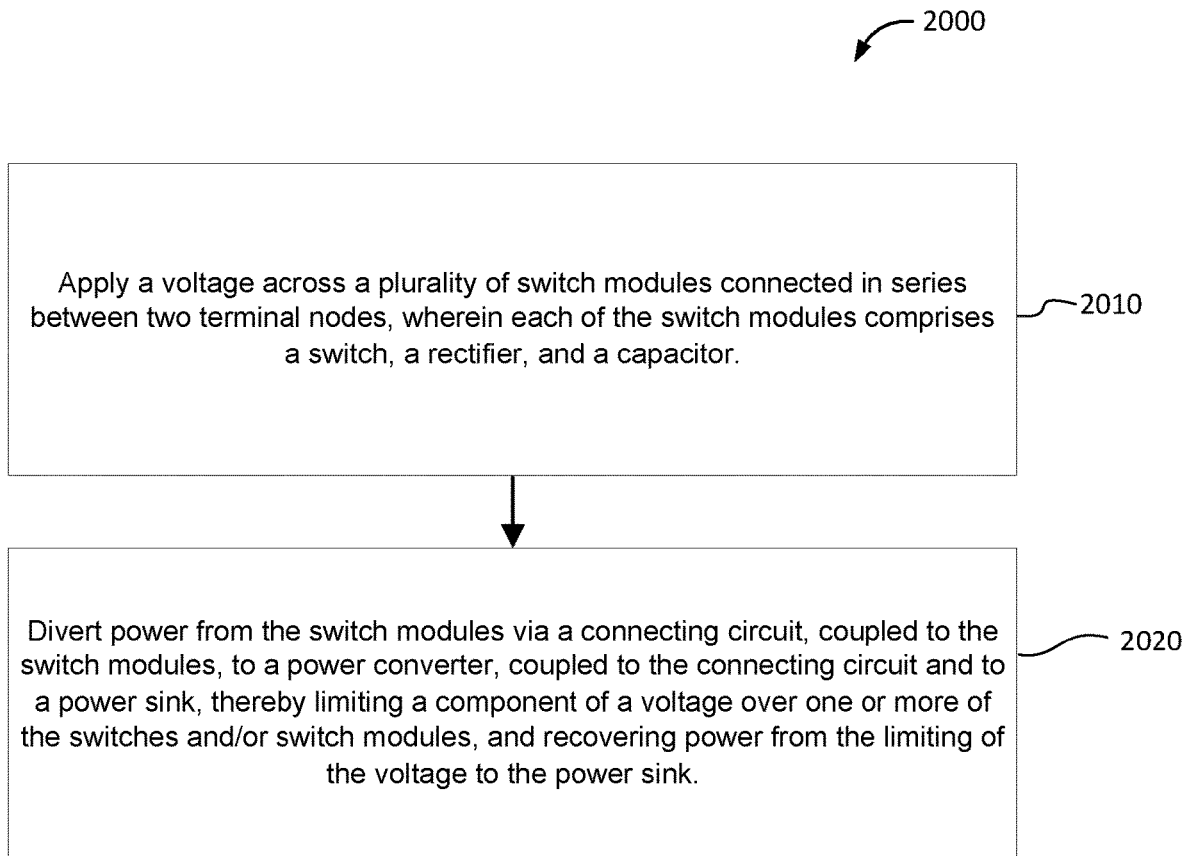 2000
Apply a voltage across a plurality of switch modules connected in series
between two terminal nodes, wherein each of the switch modules comprises
a switch, a rectifier, and a capacitor.
2010
Divert power from the switch modules via a connecting circuit, coupled to the
switch modules, to a power converter, coupled to the connecting circuit and to
a power sink, thereby limiting a component of a voltage over one or more of
the switches and/or switch modules, and recovering power from the limiting of
the voltage to the power sink.
2020